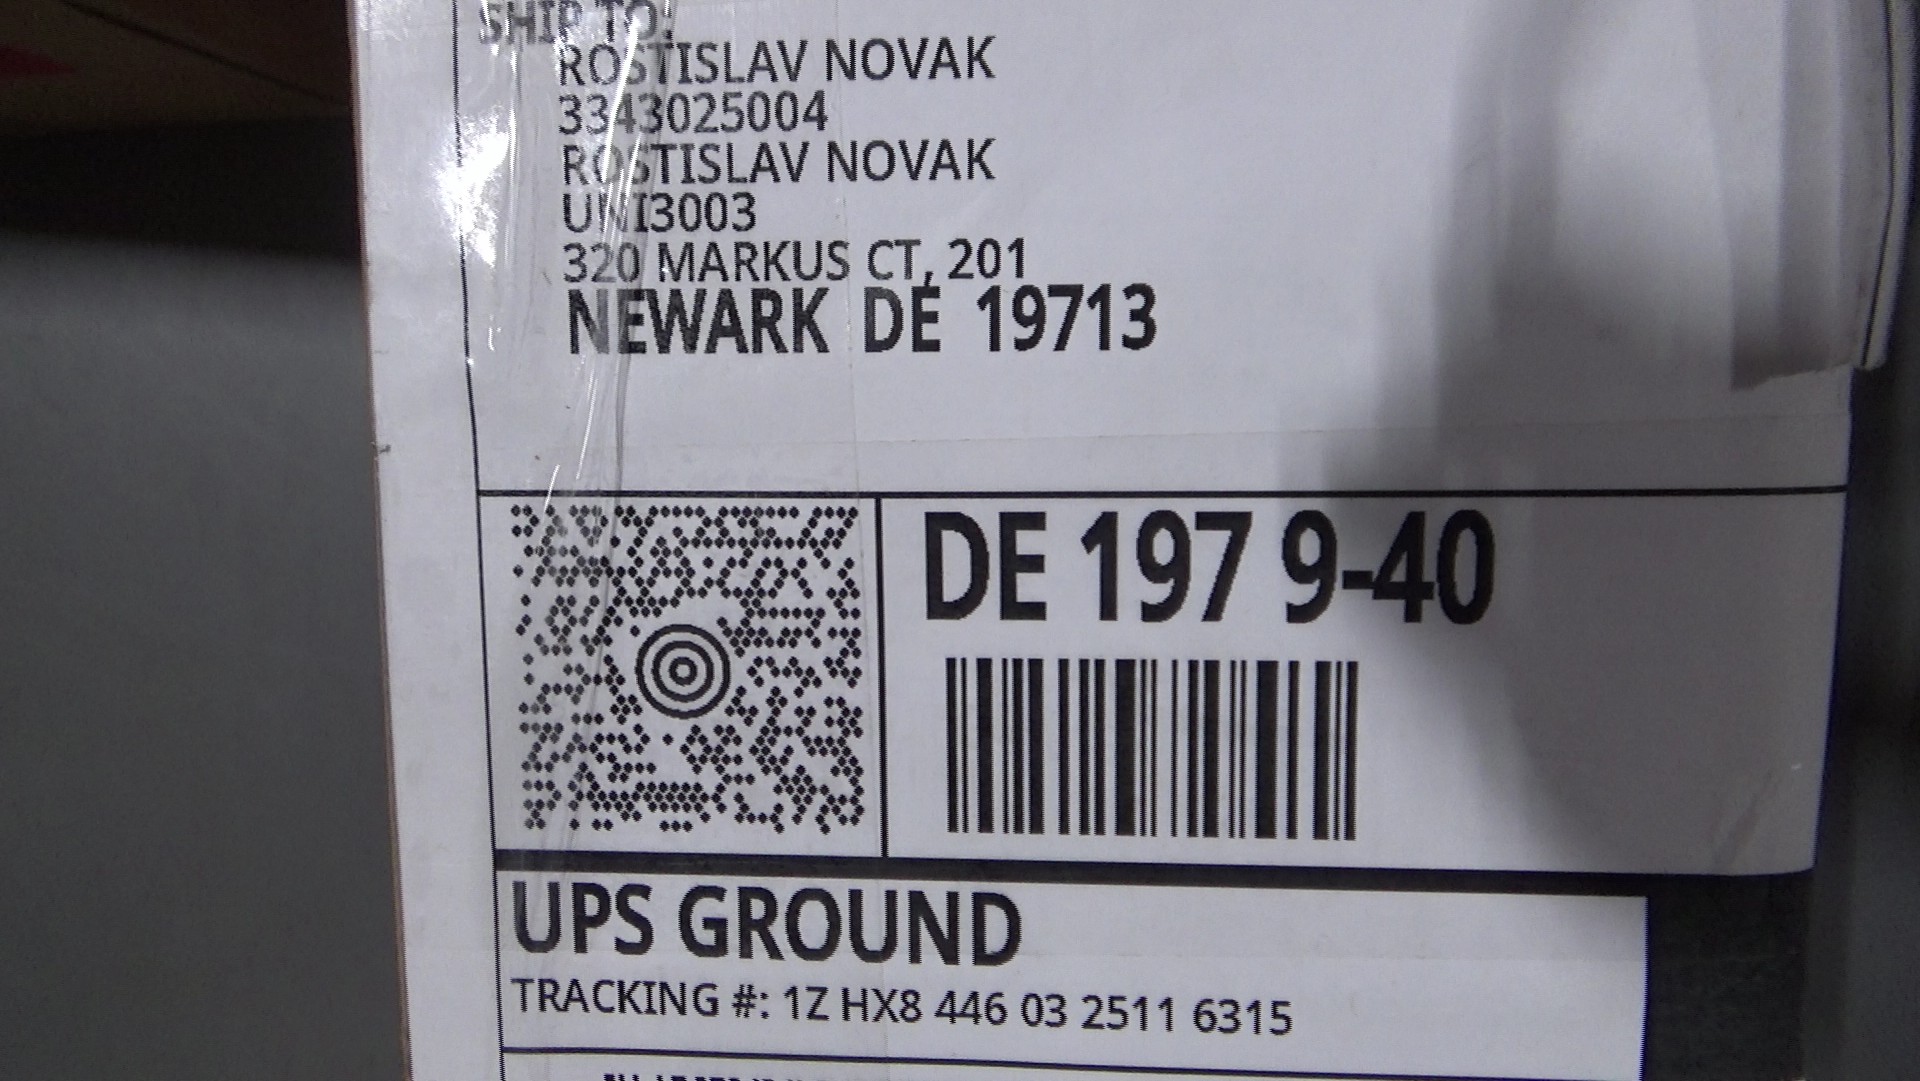 SHIP TO:
ROSTISLAV NOVAK
3343025004
ROSTISLAV NOVAK
UNI3003
320 MARKUS CT, 201
NEWARK DE 19713
DE 197 9-40
UPS GROUND
TRACKING #: 1Z HX8 446 03 2511 6315